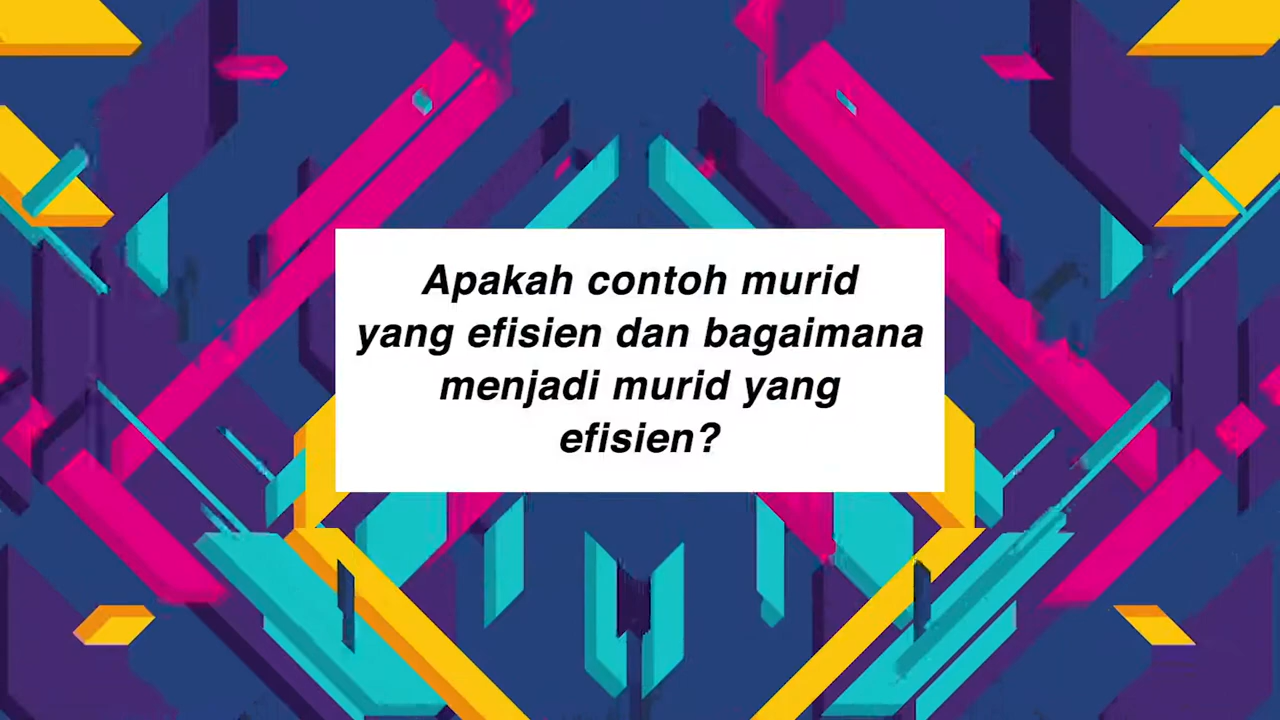 Apakah contoh murid
yang efisien dan bagaimana
menjadi murid yang
efisien?